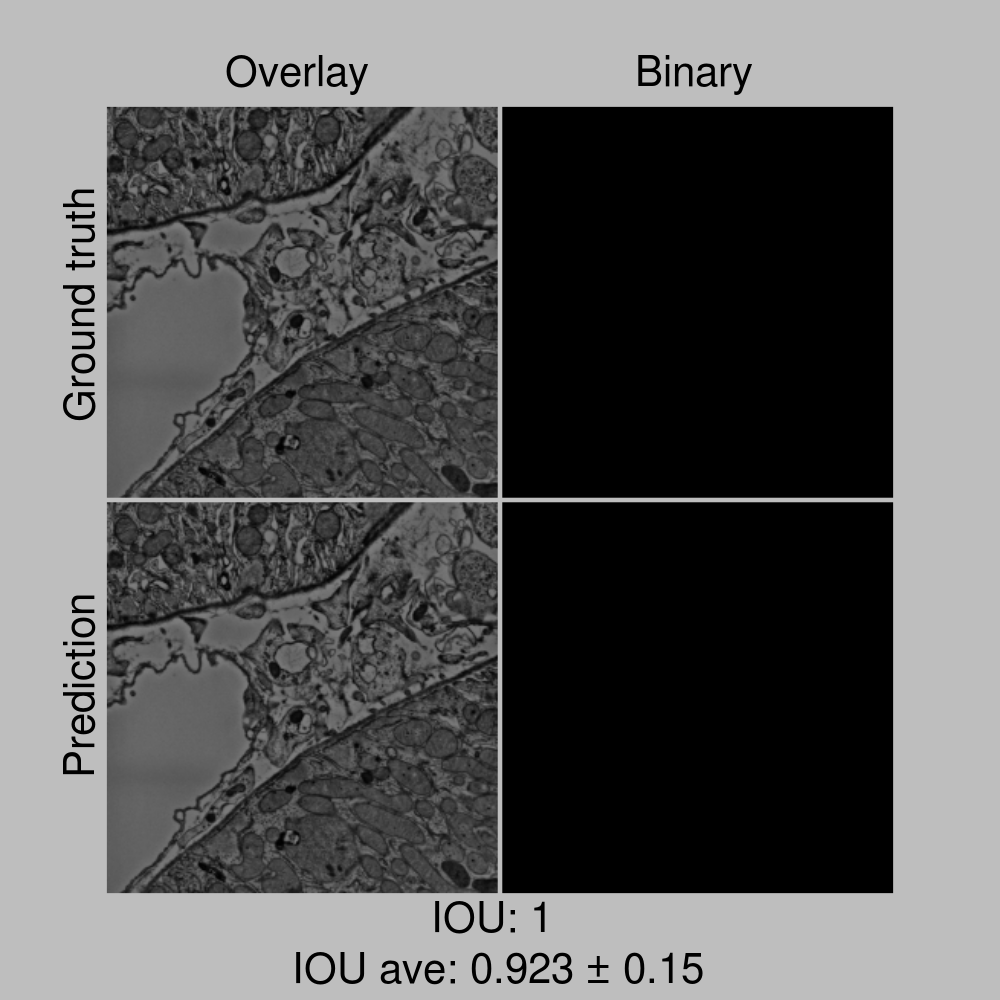 Overlay
Binary
Ground truth
Prediction
IOU: 1
IOU ave: 0.923 ± 0.15